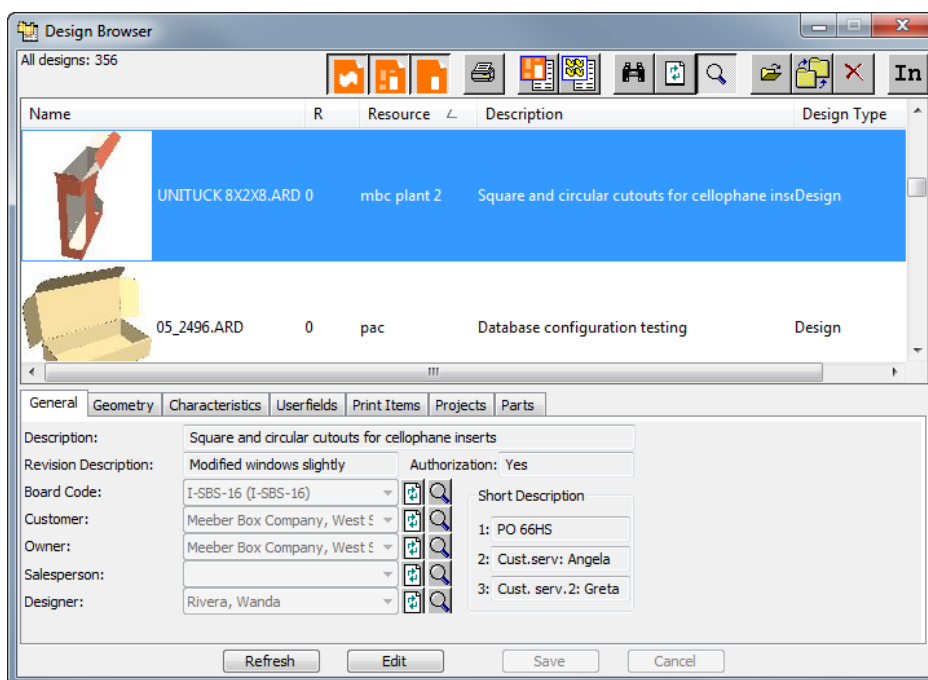 Design Browser
All designs: 356
In
Name R Resource Description Design Type
UNITUCK 8X2X8.ARD 0 mbc plant 2 Square and circular cutouts for cellophane inse Design
05_2496.ARD 0 pac Database configuration testing Design
General Geometry Characteristics Userfields Print Items Projects Parts
Description: Square and circular cutouts for cellophane inserts
Revision Description: Modified windows slightly Authorization: Yes
Board Code: I-SBS-16 (I-SBS-16) Short Description
Customer: Meeber Box Company, West S 1: PO 66HS
Owner: Meeber Box Company, West S 2: Cust.serv: Angela
Salesperson: 3: Cust. serv.2: Greta
Designer: Rivera, Wanda
Refresh Edit Save Cancel